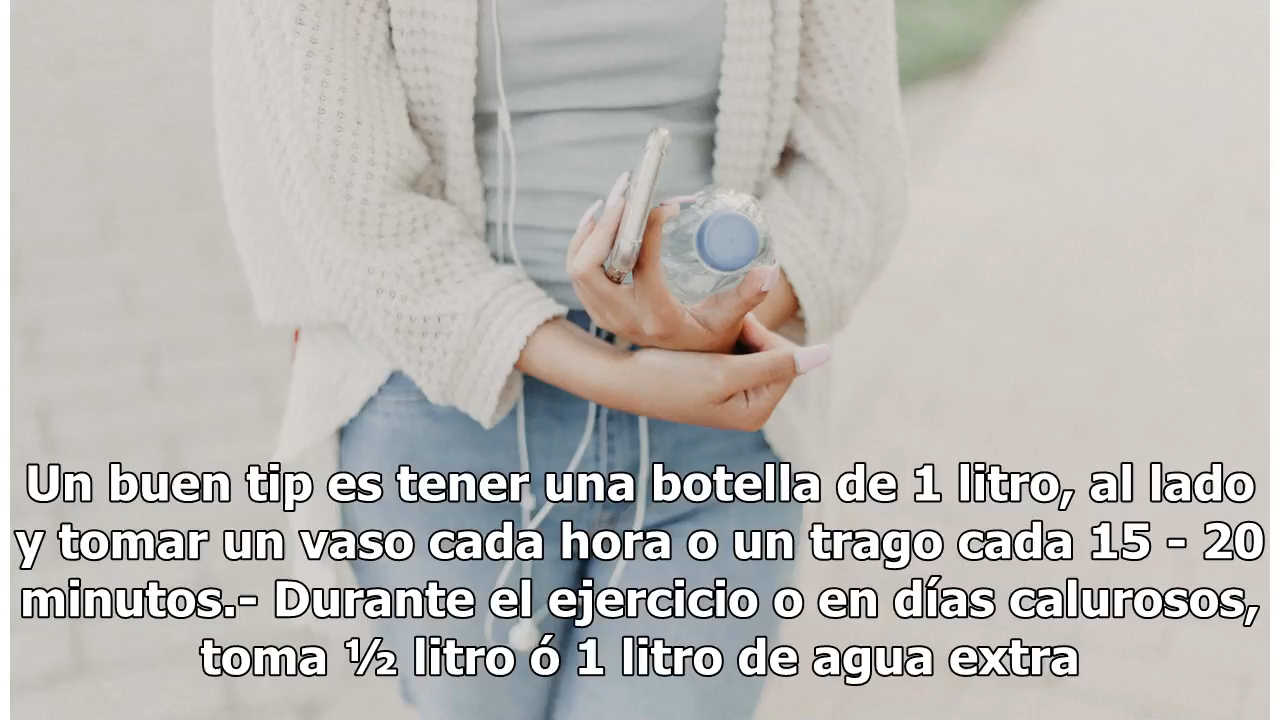 Un buen tip es tener una botella de 1 litro, al lado
y tomar un vaso cada hora o un trago cada 15 - 20
minutos.- Durante el ejercicio o en días calurosos,
toma ½ litro ó 1 litro de agua extra